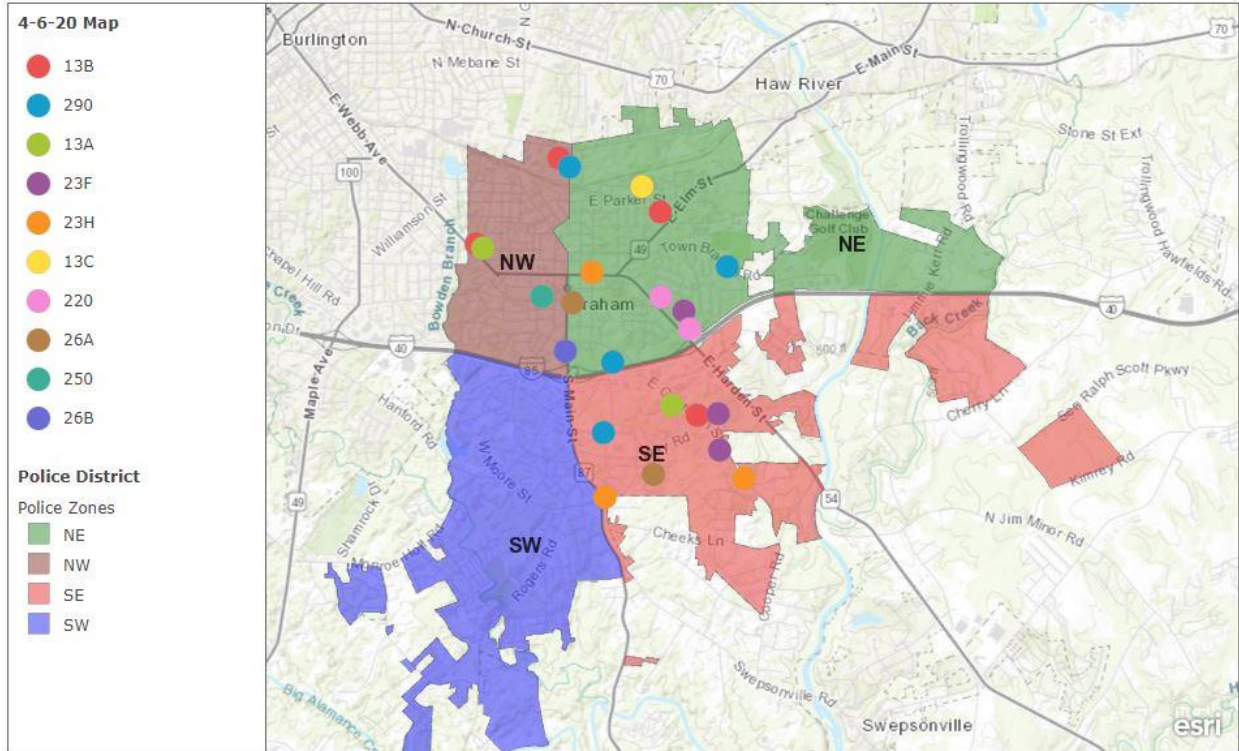 4-6-20 Map
13B
290
13A
23F
23H
13C
220
26A
250
26B
Police District
Police Zones
NE
NW
SE
SW
Burlington
N Church St
N Mebane St
70
E Main St
70
Haw River
E Webb Ave
100
Williamson St
Stone St Ext
Trollingwood Rd
Trollingwood Hawfields Rd
E Parker St
E Elm St
49
Challenge
Golf Club
NE
Jimmie Kerr Rd
NW
Bowden Branch
Chapel Hill Rd
raham
40
85
40
Back Creek
500 ft
Maple Ave
Hanford Rd
S Main St
E Harden St
Cherry Ln
Sen Ralph Scott Pkwy
Kimrey Rd
SE
87
W Moore St
49
Shamrock Dr
54
N Jim Minor Rd
Cheeks Ln
SW
Rogers Rd
Monroe Holt Rd
Cooper Rd
Swepsonville Rd
Swepsonville
Big Alamance
esri